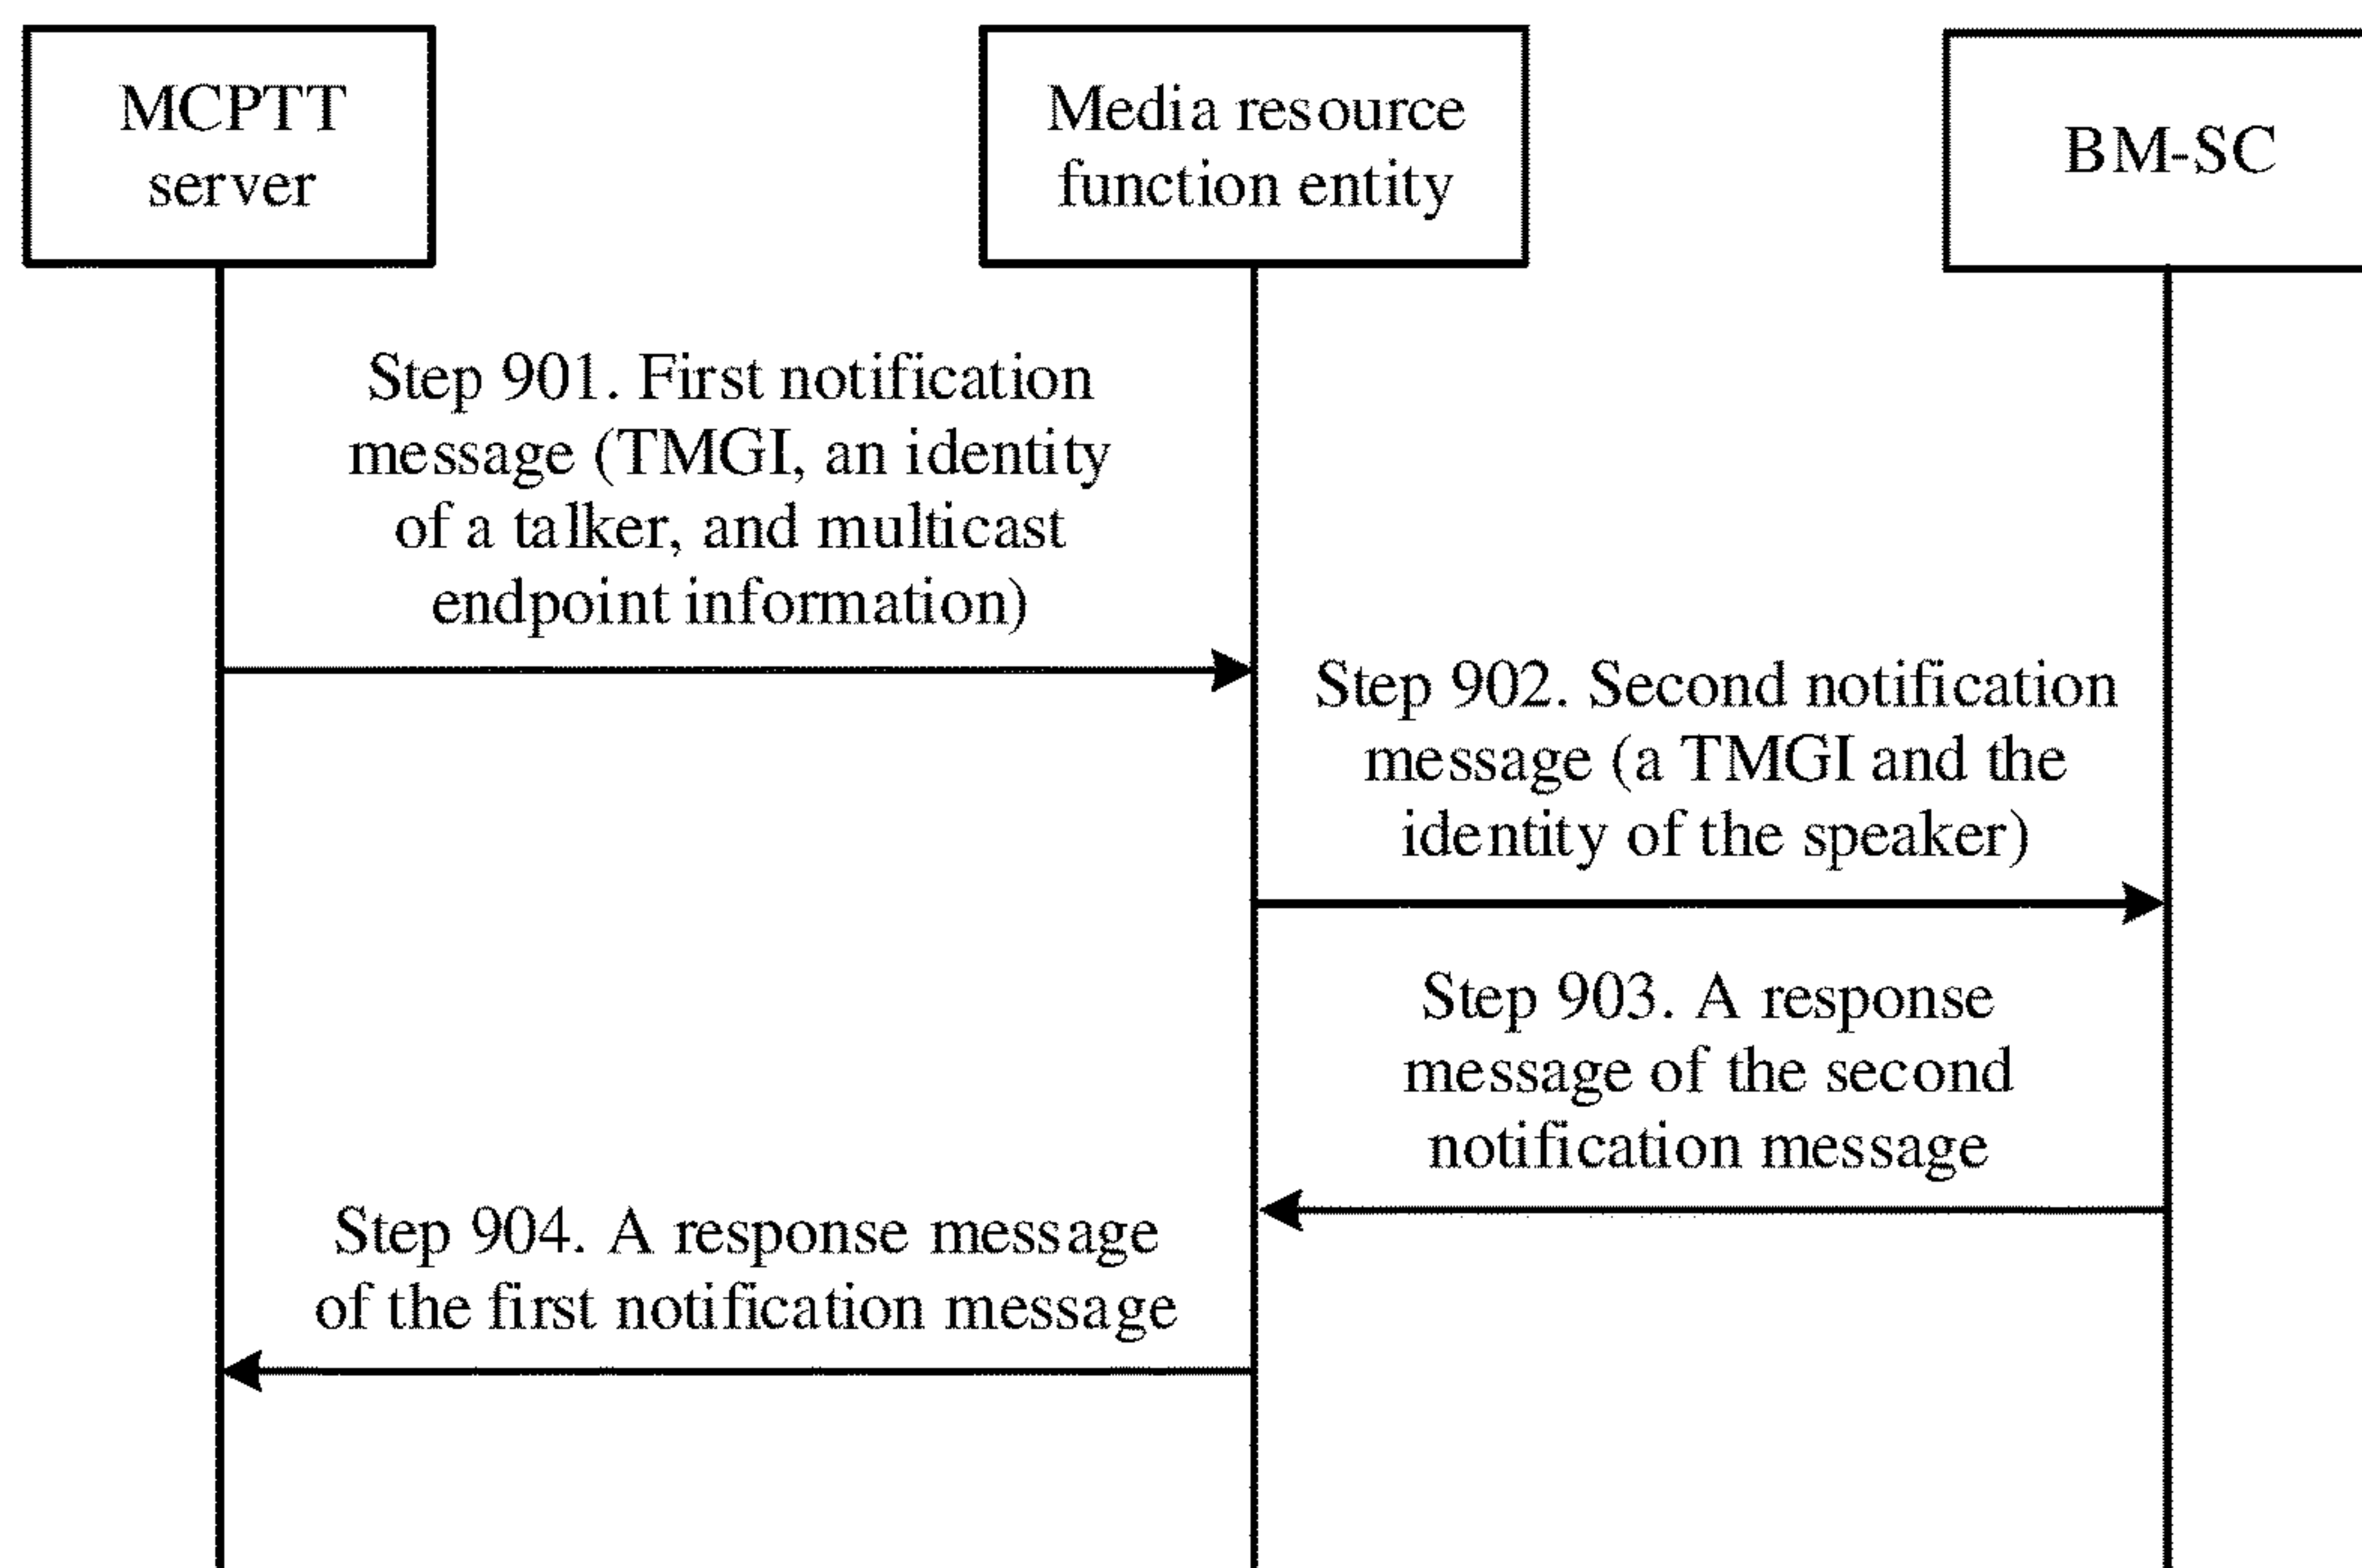 MCPTT
server
Media resource
function entity
BM-SC
Step 901. First notification
message (TMGI, an identity
of a talker, and multicast
endpoint information)
Step 902. Second notification
message (a TMGI and the
identity of the speaker)
Step 903. A response
message of the second
notification message
Step 904. A response message
of the first notification message